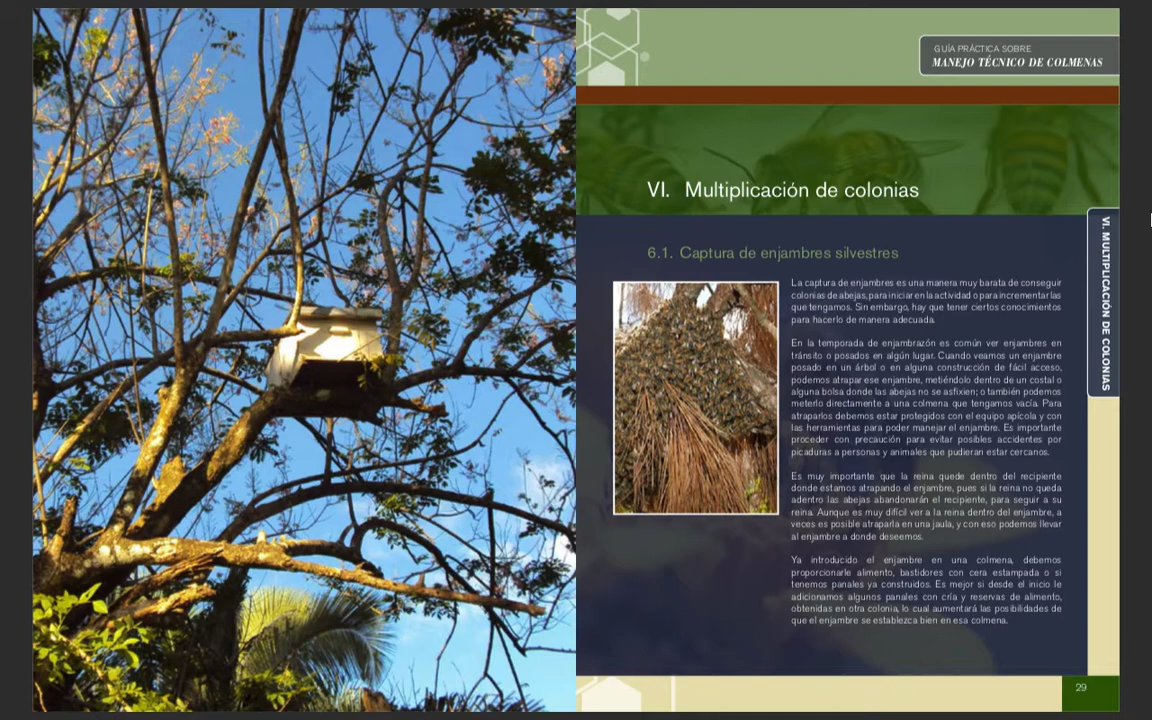 GUÍA PRÁCTICA SOBRE
MANEJO TÉCNICO DE COLMENAS
VI. Multiplicación de colonias
VI. MULTIPLICACIÓN DE COLONIAS
6.1. Captura de enjambres silvestres
La captura de enjambres es una manera muy barata de conseguir
colonias de abejas, para iniciar en la actividad o para incrementar las
que tengamos. Sin embargo, hay que tener ciertos conocimientos
para hacerlo de manera adecuada.
En la temporada de enjambrazón es común ver enjambres en
tránsito o posados en algún lugar. Cuando veamos un enjambre
posado en un árbol o en alguna construcción de fácil acceso,
podemos atrapar ese enjambre, metiéndolo dentro de un costal o
alguna bolsa donde las abejas no se asfixien; o también podemos
meterlo directamente a una colmena que tengamos vacía. Para
atraparlos debemos estar protegidos con el equipo apícola y con
las herramientas para poder manejar el enjambre. Es importante
proceder con precaución para evitar posibles accidentes por
picaduras a personas y animales que pudieran estar cercanos.
Es muy importante que la reina quede dentro del recipiente
donde estamos atrapando el enjambre, pues si la reina no queda
adentro las abejas abandonarán el recipiente, para seguir a su
reina. Aunque es muy difícil ver a la reina dentro del enjambre, a
veces es posible atraparla en una jaula, y con eso podemos llevar
al enjambre a donde deseemos.
Ya introducido el enjambre en una colmena, debemos
proporcionarle alimento, bastidores con cera estampada o si
tenemos panales ya construidos. Es mejor si desde el inicio le
adicionamos algunos panales con cría y reservas de alimento,
obtenidas en otra colonia, lo cual aumentará las posibilidades de
que el enjambre se establezca bien en esa colmena.
29